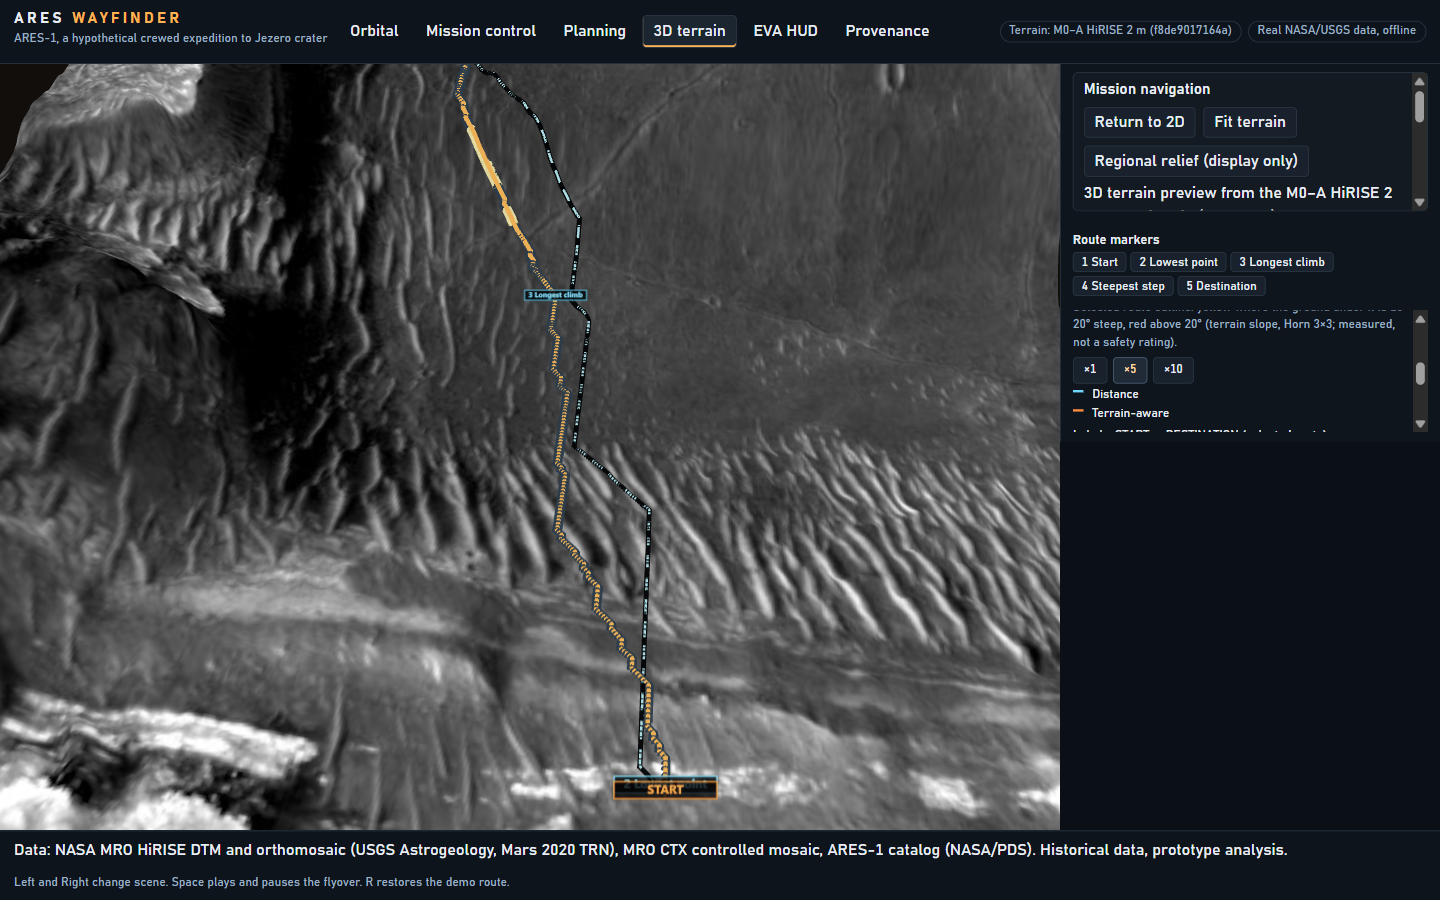 ARES WAYFINDER
ARES-1, a hypothetical crewed expedition to Jezero crater
Orbital
Mission control
Planning
3D terrain
EVA HUD
Provenance
Terrain: M0-A HiRISE 2 m (f8de9017164a)
Real NASA/USGS data, offline
Mission navigation
Return to 2D
Fit terrain
Regional relief (display only)
3D terrain preview from the M0-A HiRISE 2
Route markers
1 Start
2 Lowest point
3 Longest climb
4 Steepest step
5 Destination
20° steep, red above 20° (terrain slope, Horn 3×3; measured,
not a safety rating).
×1
×5
×10
Distance
Terrain-aware
3 Longest climb
START
Data: NASA MRO HiRISE DTM and orthomosaic (USGS Astrogeology, Mars 2020 TRN), MRO CTX controlled mosaic, ARES-1 catalog (NASA/PDS). Historical data, prototype analysis.
Left and Right change scene. Space plays and pauses the flyover. R restores the demo route.